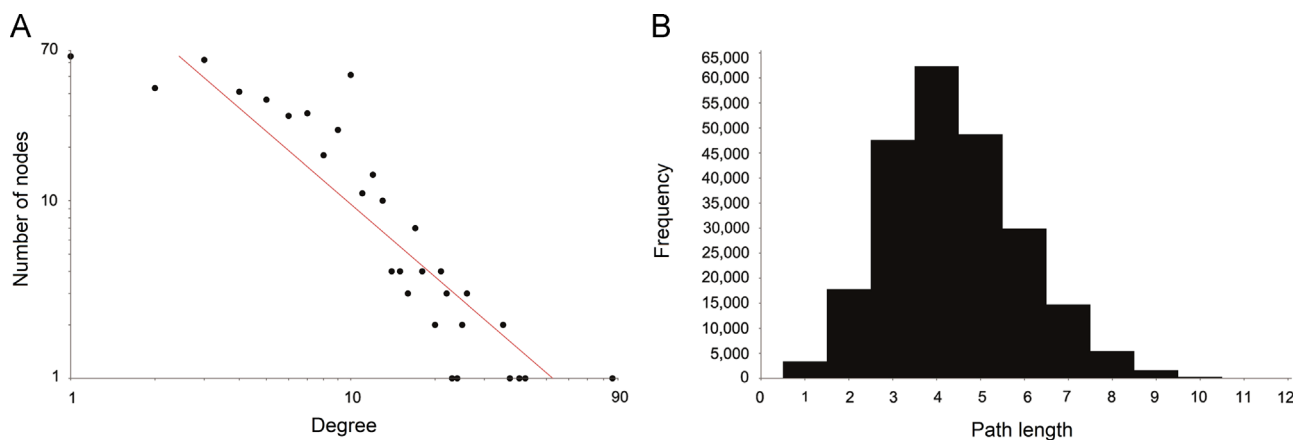 A
70
10
1
1
10
90
Number of nodes
Degree
B
65,000
60,000
55,000
50,000
45,000
40,000
35,000
30,000
25,000
20,000
15,000
10,000
5,000
0
0 1 2 3 4 5 6 7 8 9 10 11 12
Frequency
Path length